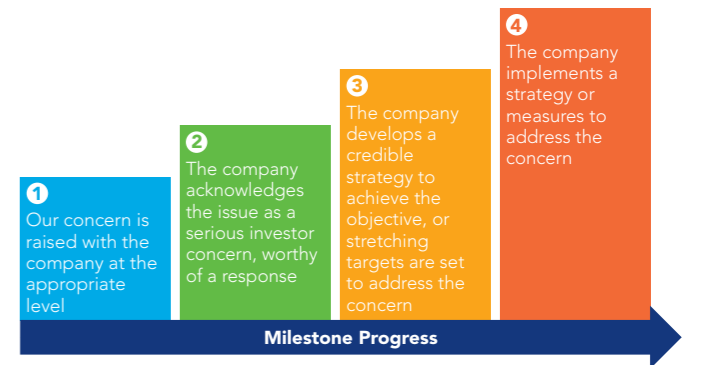 1
Our concern is
raised with the
company at the
appropriate
level
2
The company
acknowledges
the issue as a
serious investor
concern, worthy
of a response
3
The company
develops a
credible
strategy to
achieve the
objective, or
stretching
targets are set
to address the
concern
4
The company
implements a
strategy or
measures to
address the
concern
Milestone Progress